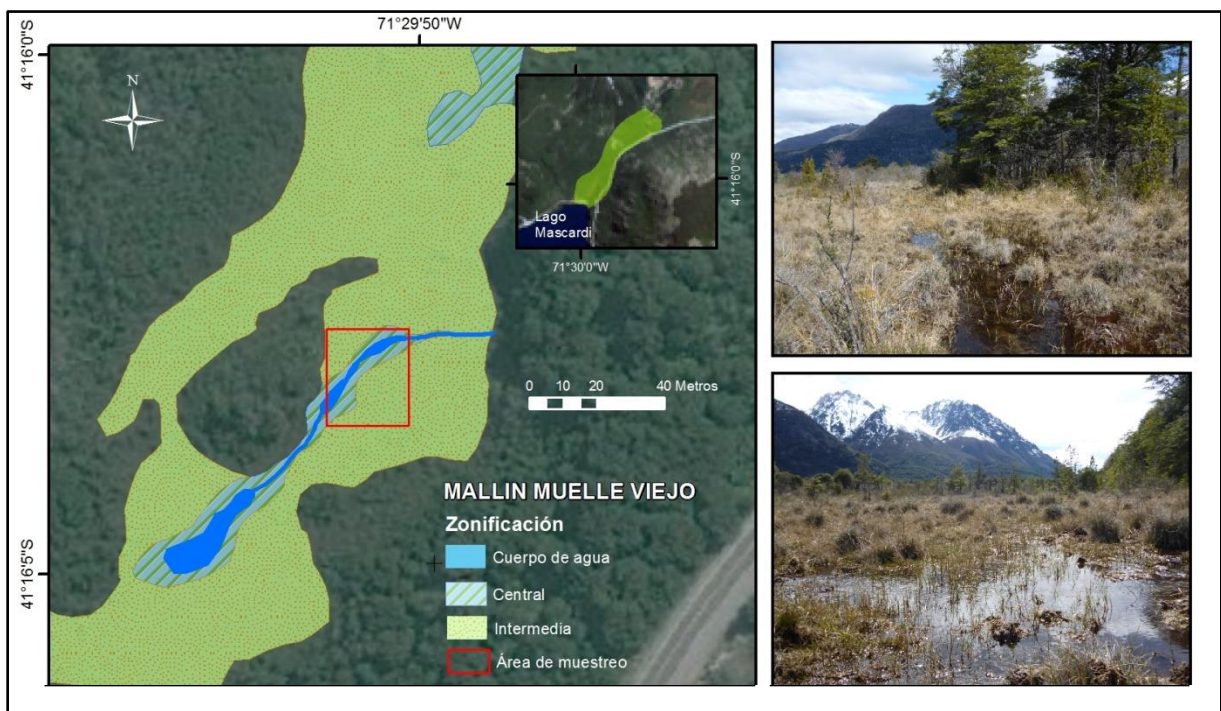 71°29'50"W
41°16'0"S
N
Lago
Mascardi
41°16'0"S
71°30'0"W
0 10 20 40 Metros
MALLIN MUELLE VIEJO
Zonificación
Cuerpo de agua
Central
Intermedia
Área de muestreo
41°16'5"S